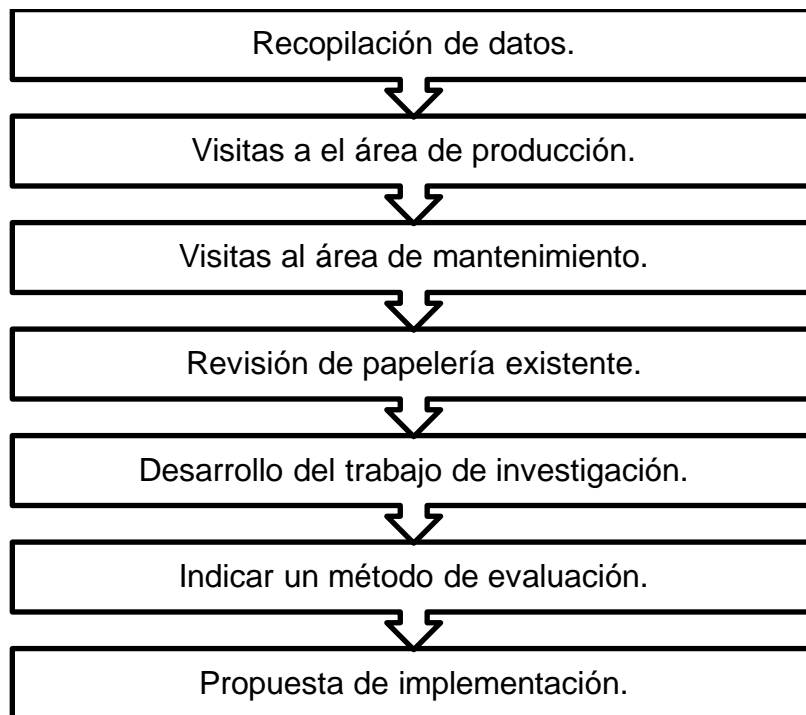 Recopilación de datos.
Visitas a el área de producción.
Visitas al área de mantenimiento.
Revisión de papelería existente.
Desarrollo del trabajo de investigación.
Indicar un método de evaluación.
Propuesta de implementación.